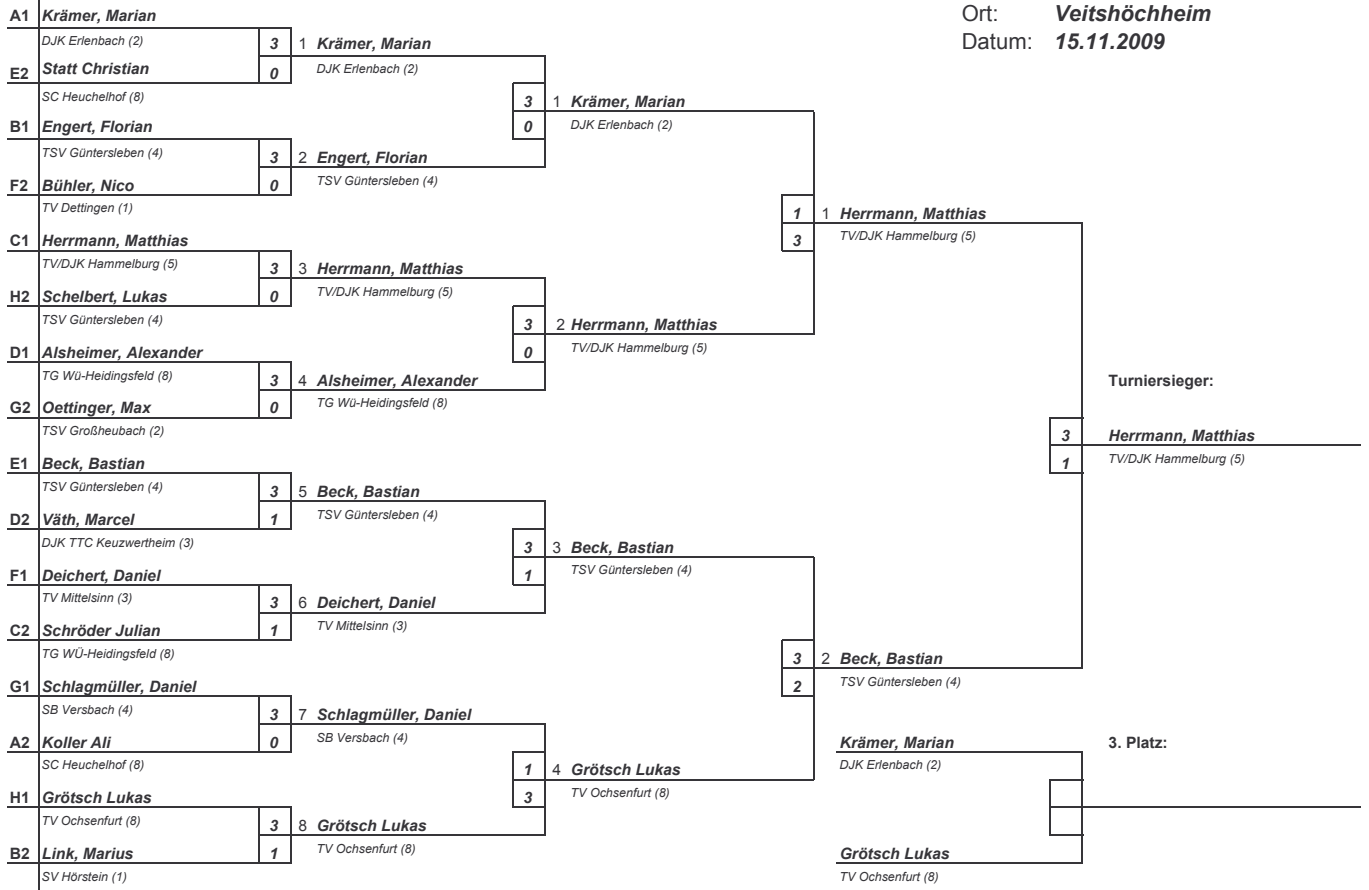 Ort: Veitshöchheim
Datum: 15.11.2009
A1 Krämer, Marian
DJK Erlenbach (2)
3
0
E2 Statt Christian
SC Heuchelhof (8)
B1 Engert, Florian
TSV Güntersleben (4)
3
0
F2 Bühler, Nico
TV Dettingen (1)
C1 Herrmann, Matthias
TV/DJK Hammelburg (5)
3
0
H2 Schelbert, Lukas
TSV Güntersleben (4)
D1 Alsheimer, Alexander
TG Wü-Heidingsfeld (8)
3
0
G2 Oettinger, Max
TSV Großheubach (2)
E1 Beck, Bastian
TSV Güntersleben (4)
3
1
D2 Väth, Marcel
DJK TTC Keuzwertheim (3)
F1 Deichert, Daniel
TV Mittelsinn (3)
3
1
C2 Schröder Julian
TG WÜ-Heidingsfeld (8)
G1 Schlagmüller, Daniel
SB Versbach (4)
3
0
A2 Koller Ali
SC Heuchelhof (8)
H1 Grötsch Lukas
TV Ochsenfurt (8)
3
1
B2 Link, Marius
SV Hörstein (1)
1 Krämer, Marian
DJK Erlenbach (2)
3
0
2 Engert, Florian
TSV Güntersleben (4)
3 Herrmann, Matthias
TV/DJK Hammelburg (5)
3
0
4 Alsheimer, Alexander
TG Wü-Heidingsfeld (8)
5 Beck, Bastian
TSV Güntersleben (4)
3
1
6 Deichert, Daniel
TV Mittelsinn (3)
7 Schlagmüller, Daniel
SB Versbach (4)
1
3
8 Grötsch Lukas
TV Ochsenfurt (8)
1 Krämer, Marian
DJK Erlenbach (2)
1
3
2 Herrmann, Matthias
TV/DJK Hammelburg (5)
3 Beck, Bastian
TSV Güntersleben (4)
3
2
4 Grötsch Lukas
TV Ochsenfurt (8)
1 Herrmann, Matthias
TV/DJK Hammelburg (5)
3
1
2 Beck, Bastian
TSV Güntersleben (4)
Turniersieger:
Herrmann, Matthias
TV/DJK Hammelburg (5)
Krämer, Marian
DJK Erlenbach (2)
3. Platz:
Grötsch Lukas
TV Ochsenfurt (8)